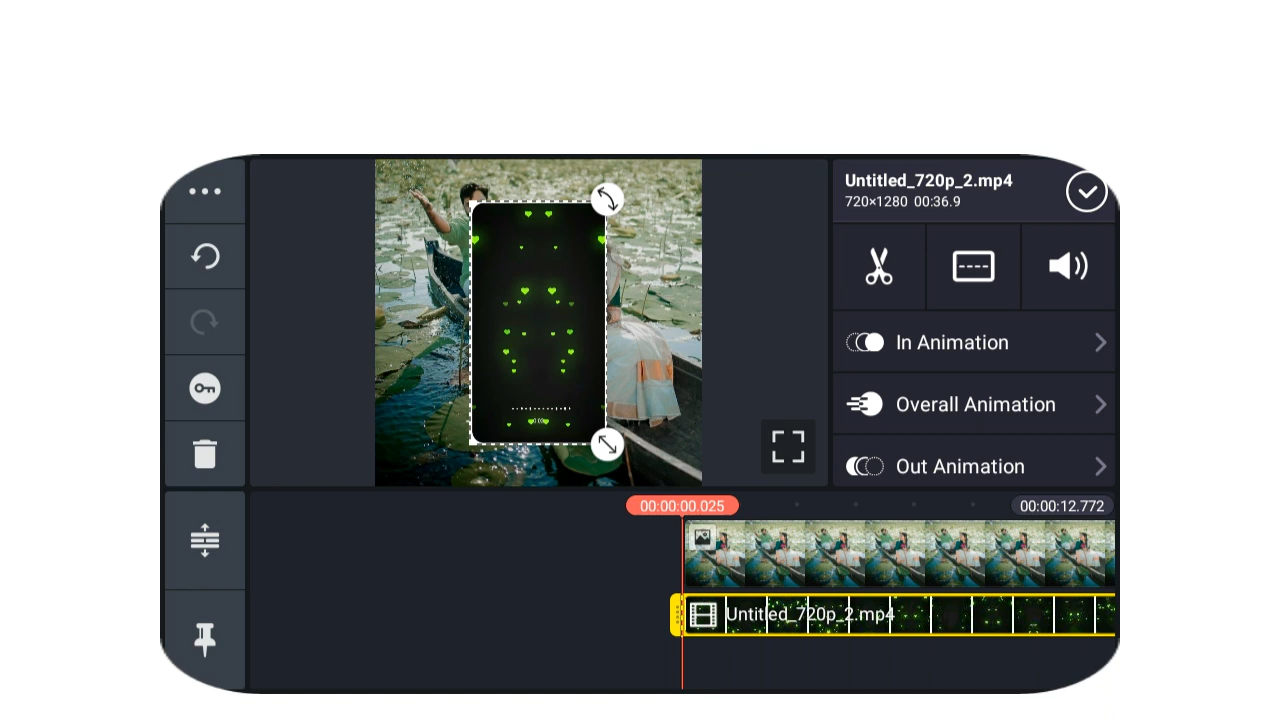 Untitled_720p_2.mp4
720×1280 00:36.9
In Animation
Overall Animation
Out Animation
00:00:00.025
00:00:12.772
Untitled_720p_2.mp4